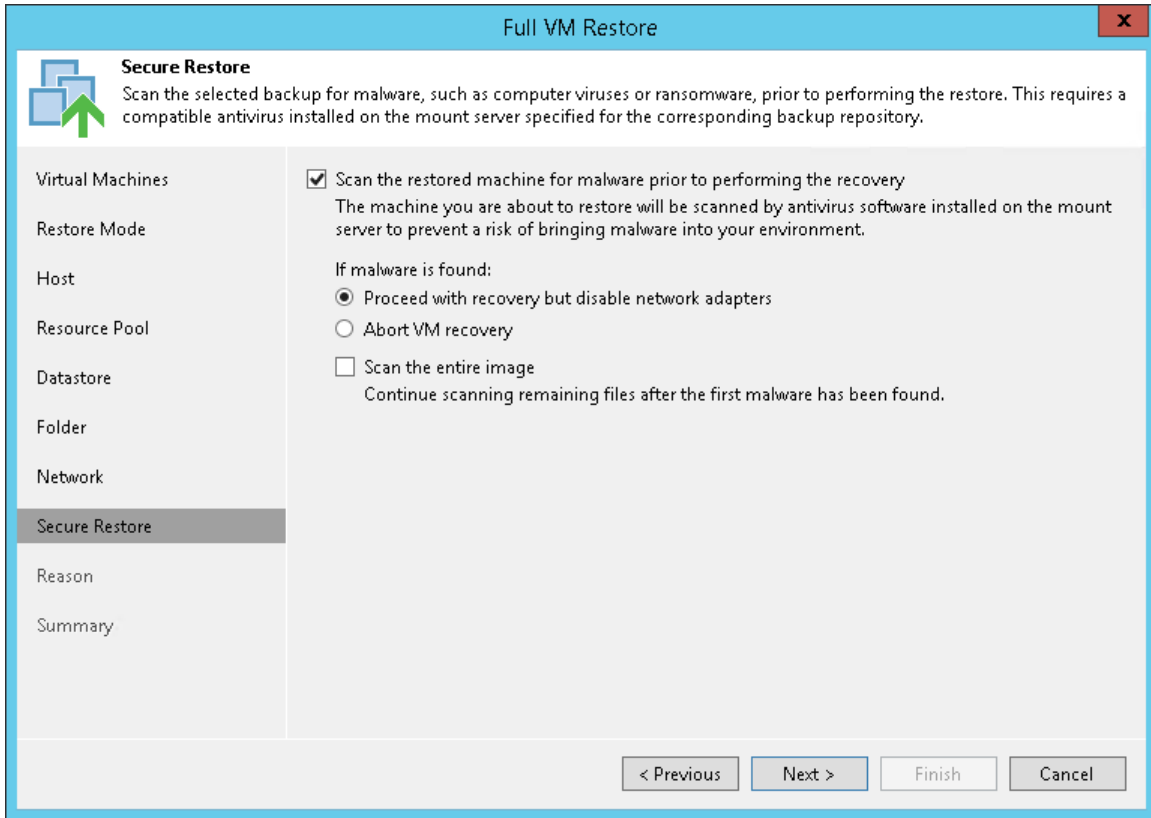 Full VM Restore
x
Secure Restore
Scan the selected backup for malware, such as computer viruses or ransomware, prior to performing the restore. This requires a
compatible antivirus installed on the mount server specified for the corresponding backup repository.
Virtual Machines
Restore Mode
Host
Resource Pool
Datastore
Folder
Network
Secure Restore
Reason
Summary
Scan the restored machine for malware prior to performing the recovery
The machine you are about to restore will be scanned by antivirus software installed on the mount
server to prevent a risk of bringing malware into your environment.
If malware is found:
Proceed with recovery but disable network adapters
Abort VM recovery
Scan the entire image
Continue scanning remaining files after the first malware has been found.
< Previous
Next >
Finish
Cancel